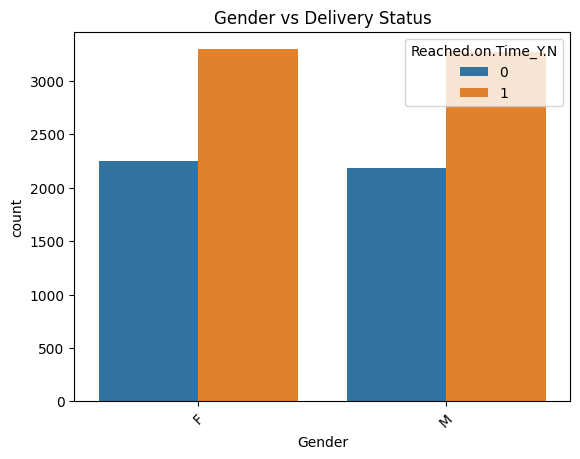 Gender vs Delivery Status
Reached.on.Time_Y.N
0
1
3000
2500
2000
1500
1000
500
0
count
F
M
Gender